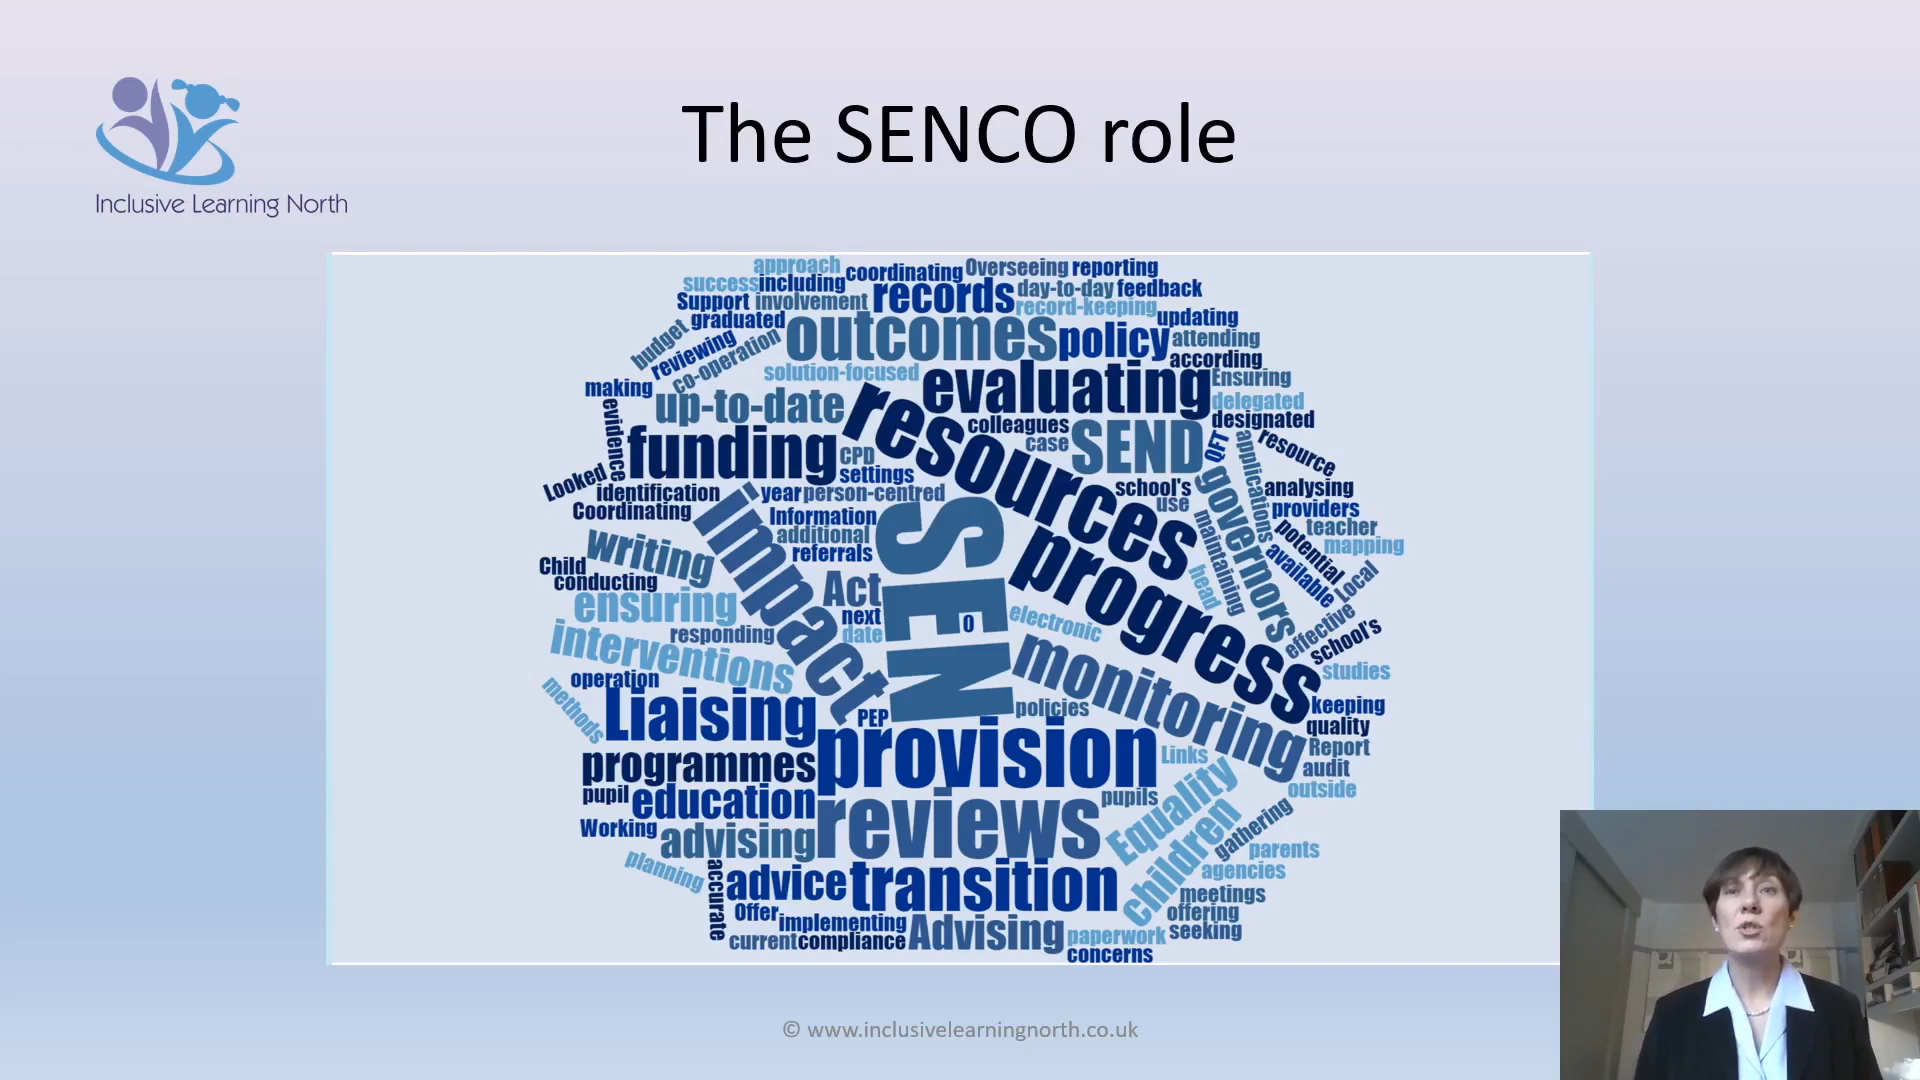 The SENCO role
Inclusive Learning North
approach
coordinating
Overseeing
reporting
success
including
records
day-to-day
feedback
Support
involvement
record-keeping
graduated
outcomes
policy
updating
budget
reviewing
co-operation
attending
according
solution-focused
evaluating
Ensuring
making
up-to-date
resources
delegated
designated
evidence
colleagues
funding
case
SEND
QFT
applications
resource
CPD
settings
Looked
identification
year
person-centred
school's
use
governors
analysing
Coordinating
Information
providers
impact
additional
maintaining
teacher
potential
mapping
writing
referrals
SEN
progress
available
Child
conducting
Act
head
Local
ensuring
next
0
electronic
effective
interventions
responding
date
school's
monitoring
studies
operation
methods
Liaising
PEP
policies
keeping
quality
provision
Links
Report
programmes
audit
Equality
outside
pupil
education
reviews
pupils
children
gathering
Working
advising
parents
planning
agencies
accurate
advice
transition
meetings
Offer
implementing
offering
current
compliance
Advising
paperwork
seeking
concerns
© www.inclusivelearningnorth.co.uk